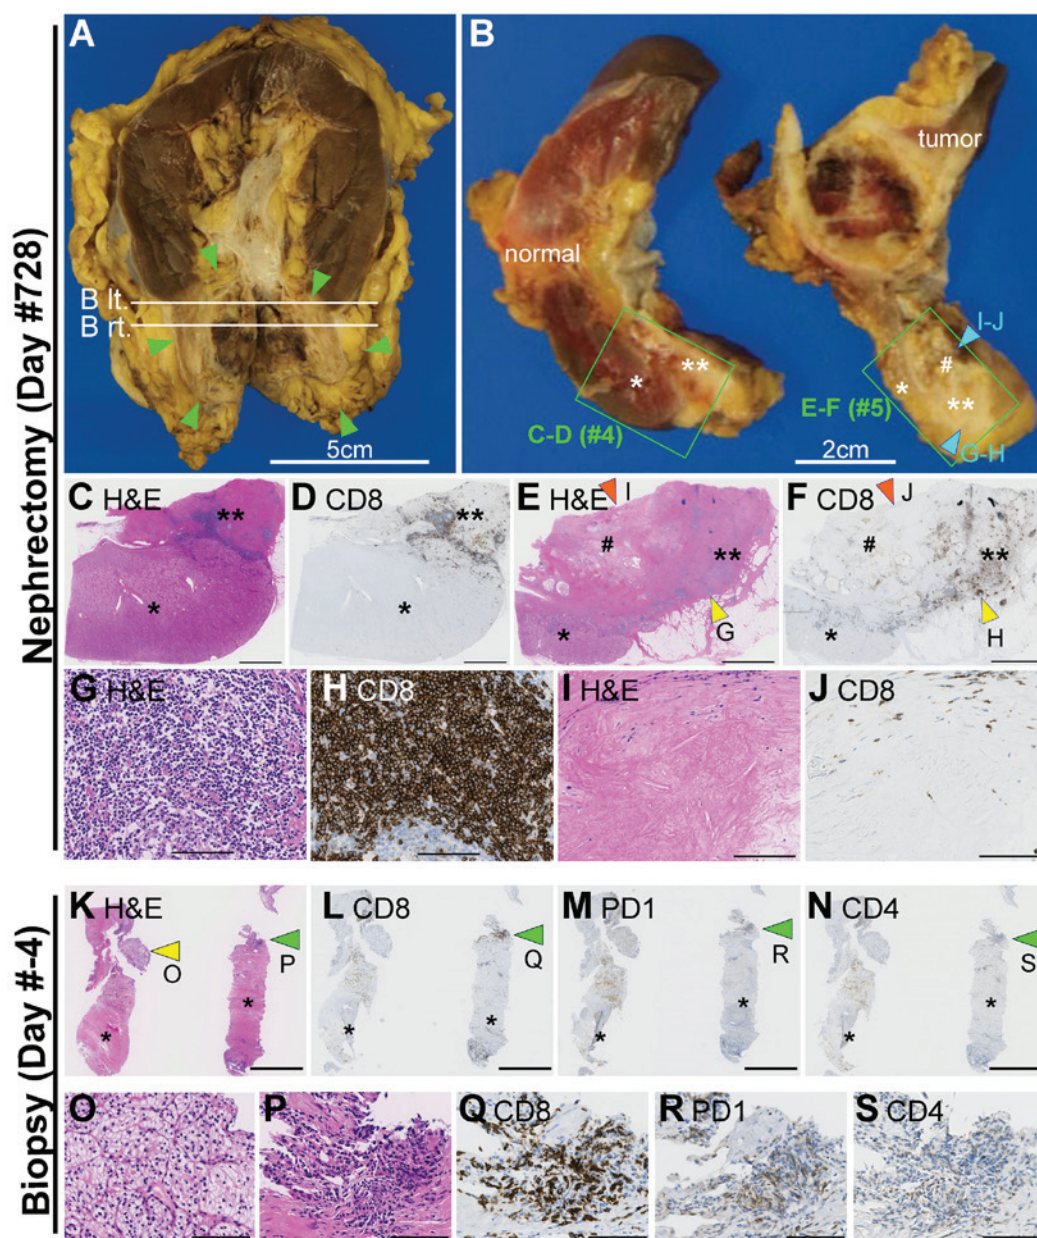 Nephrectomy (Day #728)
A
B lt.
B rt.
5cm
B
normal
tumor
*
**
C-D (#4)
I-J
#
*
**
E-F (#5)
G-H
2cm
C H&E
**
*
D CD8
**
*
E H&E I
#
**
*
G
F CD8 J
#
**
*
H
G H&E
H CD8
I H&E
J CD8
Biopsy (Day #-4)
K H&E
O
P
*
*
L CD8
Q
*
*
M PD1
R
*
*
N CD4
S
*
*
O
P
Q CD8
R PD1
S CD4